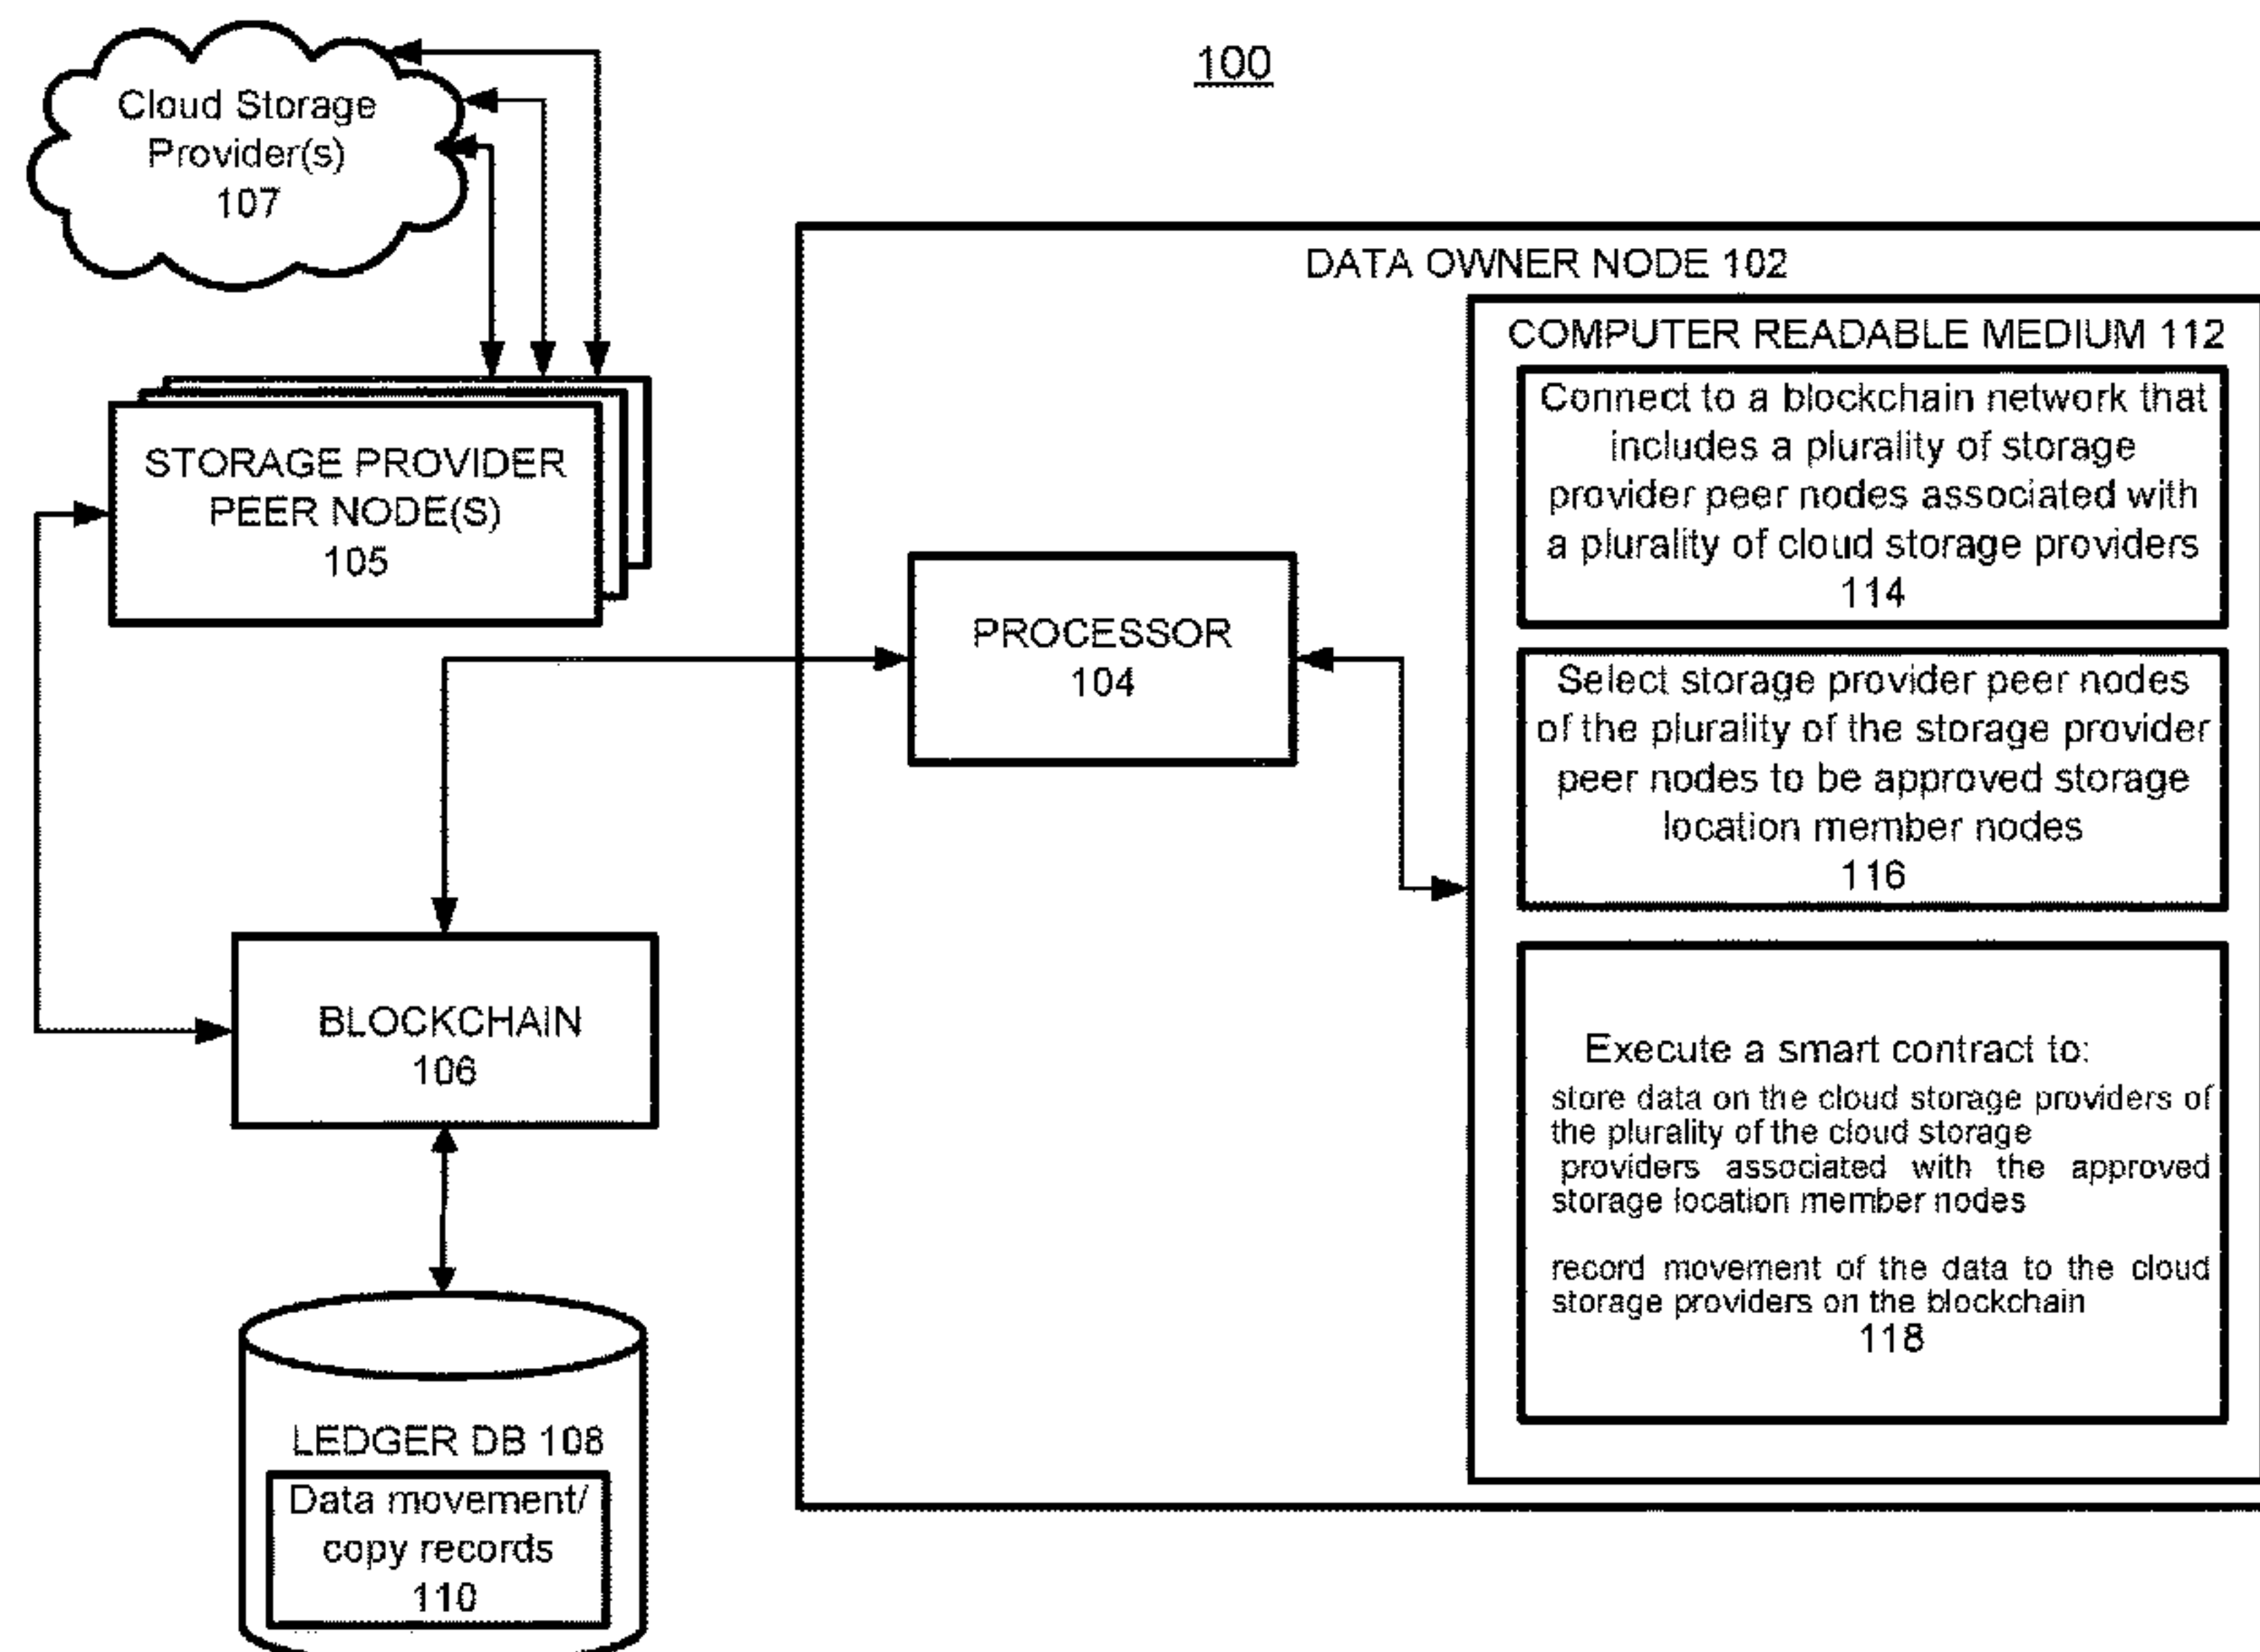 100
Cloud Storage
Provider(s)
107
STORAGE PROVIDER
PEER NODE(S)
105
BLOCKCHAIN
106
LEDGER DB 108
Data movement/
copy records
110
DATA OWNER NODE 102
PROCESSOR
104
COMPUTER READABLE MEDIUM 112
Connect to a blockchain network that
includes a plurality of storage
provider peer nodes associated with
a plurality of cloud storage providers
114
Select storage provider peer nodes
of the plurality of the storage provider
peer nodes to be approved storage
location member nodes
116
Execute a smart contract to:
store data on the cloud storage providers of
the plurality of the cloud storage
providers associated with the approved
storage location member nodes
record movement of the data to the cloud
storage providers on the blockchain
118